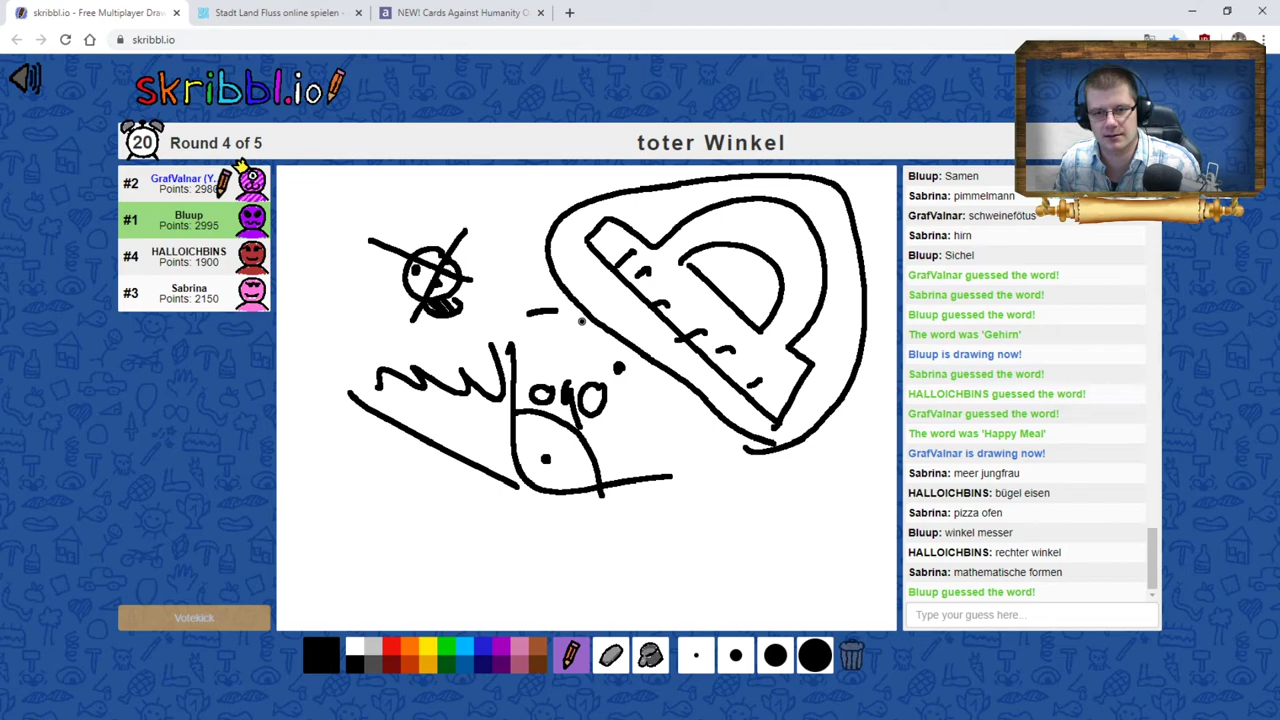 skribbl.io - Free Multiplayer Draw
Stadt Land Fluss online spielen -
NEW! Cards Against Humanity O
skribbl.io
skribbl.io
20
Round 4 of 5
toter Winkel
#2
GrafValnar (Y
Points: 2986
#1
Bluup
Points: 2995
#4
HALLOICHBINS
Points: 1900
#3
Sabrina
Points: 2150
Votekick
90°
Bluup: Samen
Sabrina: pimmelmann
GrafValnar: schweinefötus
Sabrina: hirn
Bluup: Sichel
GrafValnar guessed the word!
Sabrina guessed the word!
Bluup guessed the word!
The word was 'Gehirn'
Bluup is drawing now!
Sabrina guessed the word!
HALLOICHBINS guessed the word!
GrafValnar guessed the word!
The word was 'Happy Meal'
GrafValnar is drawing now!
Sabrina: meer jungfrau
HALLOICHBINS: bügel eisen
Sabrina: pizza ofen
Bluup: winkel messer
HALLOICHBINS: rechter winkel
Sabrina: mathematische formen
Bluup guessed the word!
Type your guess here...